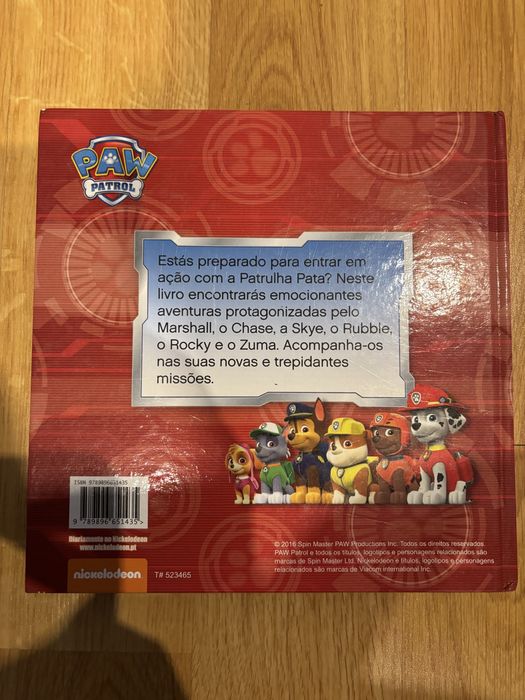 PAW
PATROL
Estás preparado para entrar em
ação com a Patrulha Pata? Neste
livro encontrarás emocionantes
aventuras protagonizadas pelo
Marshall, o Chase, a Skye, o Rubble,
o Rocky e o Zuma. Acompanha-os
nas suas novas e trepidantes
missões.
ISBN 9789896651435
9 789896 651435>
Diariamente no Nickelodeon
www.nickelodeon.pt
nickelodeon
T# 523465
© 2016 Spin Master PAW Productions Inc. Todos os direitos reservados.
PAW Patrol e todos os títulos, logotipos e personagens relacionados são
marcas de Spin Master Ltd. Nickelodeon e títulos, logotipos e personagens
relacionados são marcas de Viacom International Inc.